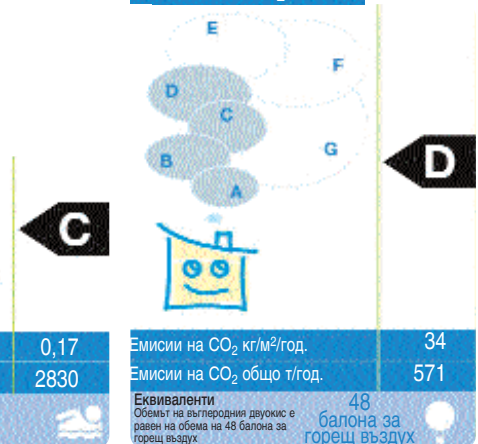 E
F
D
C
G
B
A
D
C
0,17
Емисии на CO₂ кг/м²/год.
34
2830
Емисии на CO₂ общо т/год.
571
Еквиваленти
Обемът на въглеродния двуокис е
равен на обема на 48 балона за
горещ въздух
48
балона за
горещ въздух